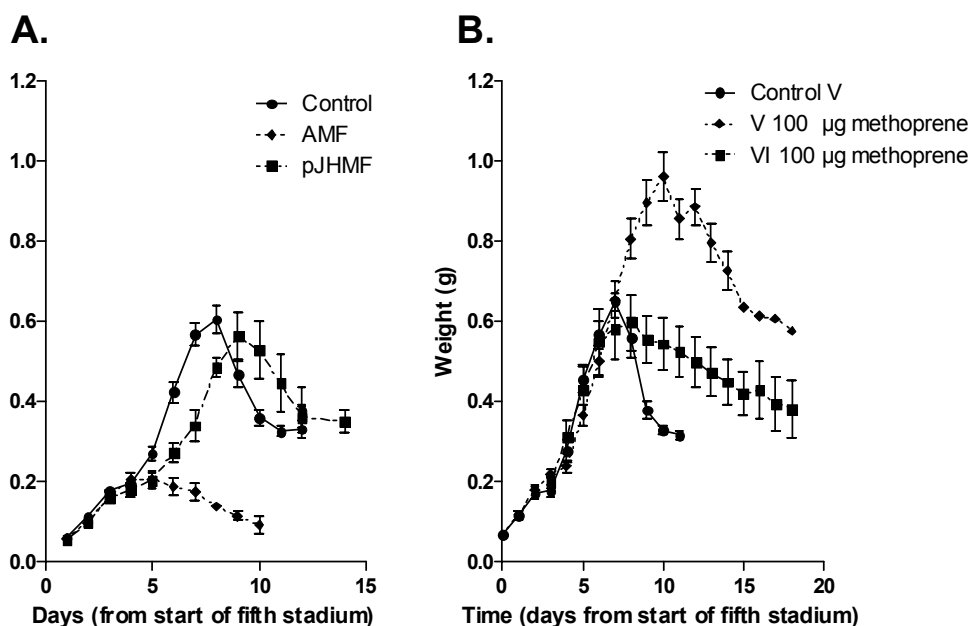 A.
1.2
1.0
0.8
0.6
0.4
0.2
0.0
0
5
10
15
Days (from start of fifth stadium)
Control
AMF
pJHMF
B.
Weight (g)
1.2
1.0
0.8
0.6
0.4
0.2
0.0
0
5
10
15
20
Time (days from start of fifth stadium)
Control V
V 100 µg methoprene
VI 100 µg methoprene